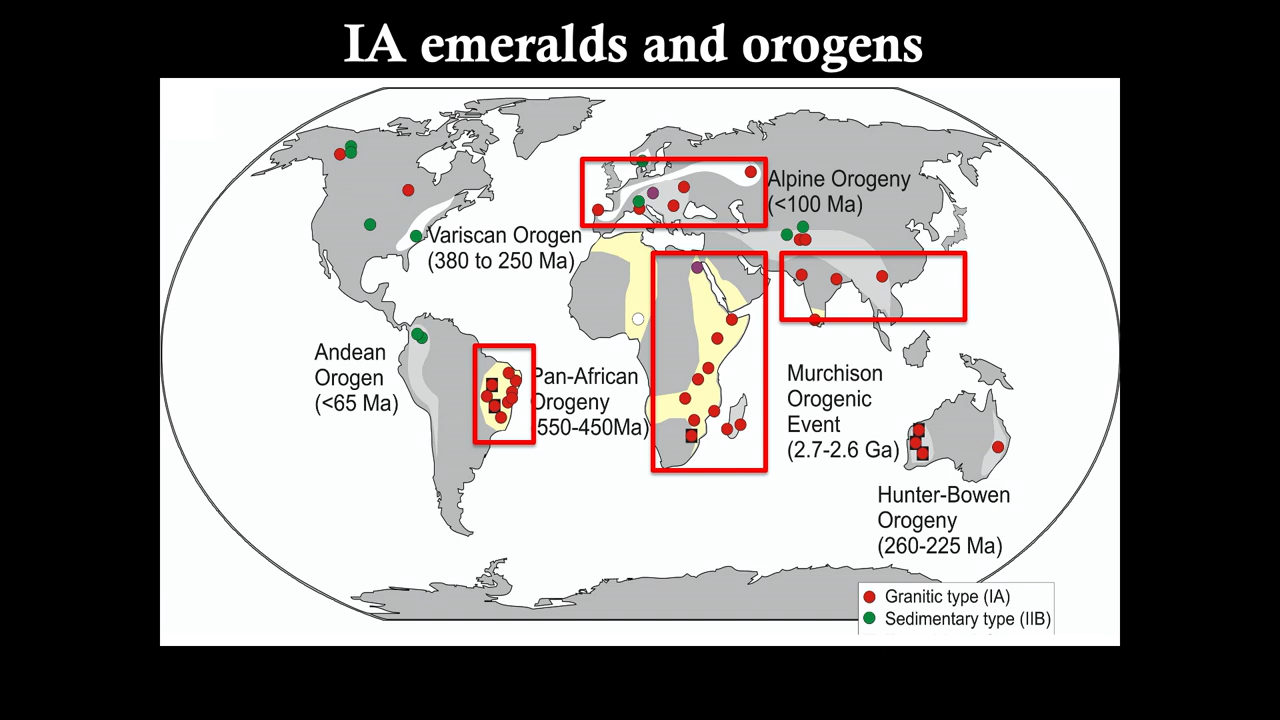 IA emeralds and orogens
Alpine Orogeny
(<100 Ma)
Variscan Orogen
(380 to 250 Ma)
Andean
Orogen
(<65 Ma)
Pan-African
Orogeny
550-450Ma)
Murchison
Orogenic
Event
(2.7-2.6 Ga)
Hunter-Bowen
Orogeny
(260-225 Ma)
Granitic type (IA)
Sedimentary type (IIB)